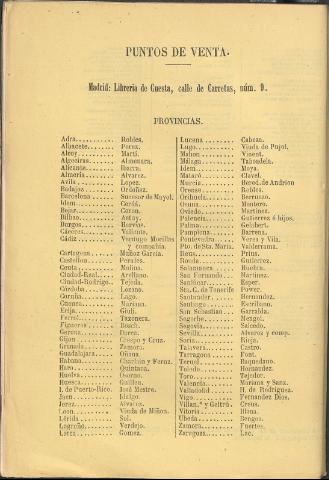 PUNTOS DE VENTA.
Madrid: Libreria de Cuesta, calle de Carretas, núm. 9.
PROVINCIAS.
Adra. Robles.
Albacete. Perez.
Alcoy. Martí.
Algeciras. Almenara.
Alicante. Ibarra.
Almería. Alvarez.
Avila. Lopez.
Badajoz. Ordoñez.
Barcelona. Sucesor de Mayol.
Idem. Cerdá.
Bejar. Coron.
Bilbao. Astuy.
Burgos. Hervias.
Cáceres. Valiente.
Cádiz. Verdugo Morillas
y compañia.
Cartagena. Muñoz García.
Castellon. Perales.
Ceuta. Molina.
Ciudad-Real. Arellano.
Ciudad-Rodrigo. Tejeda.
Córdoba. Lozano.
Coruña. Lago.
Cuenca. Mariana.
Ecija. Giuli.
Ferrol. Taxonera.
Figueras. Bosch.
Gerona. Dorca.
Gijon. Crespo y Cruz.
Granada. Zamora.
Guadalajara. Oñana.
Habana. Charlain y Feraz.
Haro. Quintana.
Huelva. Osorno.
Huesca. Guillen.
I. de Puerto-Rico. José Mestre.
Jaen. Idalgo.
Jerez. Alvarez.
Leon. Viuda de Miñon.
Lérida. Sol.
Logroño. Verdejo.
Lorca. Gomez.
Lucena. Cabeza.
Lugo. Viuda de Pujol.
Mahon. Vinent.
Málaga. Taboadela.
Idem. Moya.
Mataró. Clavel.
Murcia. Hered. de Andrion
Orense. Robles.
Orihuela. Berruezo.
Osuna. Montero.
Oviedo. Martinez.
Palencia. Gutierrez é hijos.
Palma. Gelabert.
Pamplona. Barrena.
Pontevedra. Verea y Vila.
Pto. de Sta. María. Valderrama.
Reus. Prius.
Ronda. Gutierrez.
Salamanca. Huebra.
San Fernando. Martinez.
Sanlúcar. Esper.
Sta. C. de Tenerife Power.
Santander. Hernandez.
Santiago. Escribano.
San Sebastian. Garralda.
Segorbe. Mengol.
Segovia. Salcedo.
Sevilla. Alvarez y comp.
Soria. Rioja.
Talavera. Castro.
Tarragona. Font.
Teruel. Baquedano.
Toledo. Hernandez.
Toro. Tejedor.
Valencia. Mariana y Sanz.
Valladolid. H. de Rodriguez.
Vigo. Fernandez Dios.
Villan.ª y Geltrú. Creus.
Vitoria. Illana.
Ubeda. Bengoa.
Zamora. Fuertes.
Zaragoza. Lac.